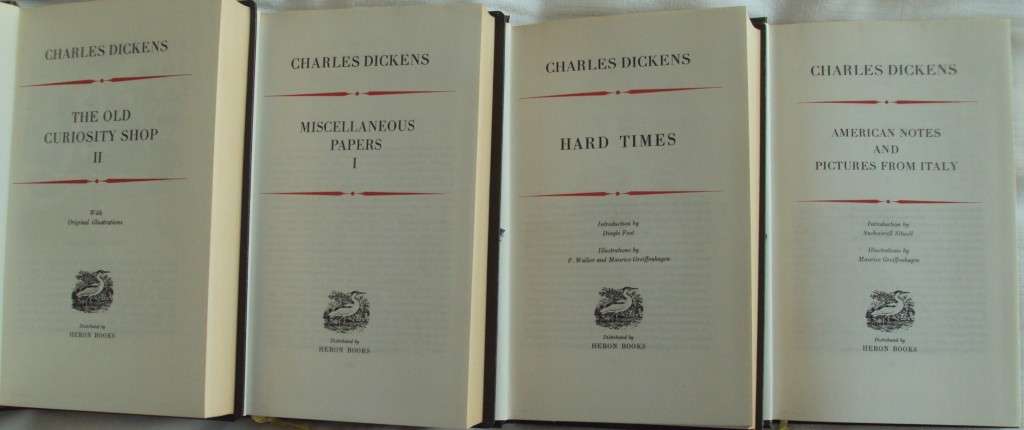 CHARLES DICKENS
THE OLD
CURIOSITY SHOP
II
With
Original illustrations
Distributed by
HERON BOOKS
CHARLES DICKENS
MISCELLANEOUS
PAPERS
I
Distributed by
HERON BOOKS
CHARLES DICKENS
HARD TIMES
Introduction by
Dingle Foot
Illustrations by
F. Walker and Maurice Greiffenhagen
Distributed by
HERON BOOKS
CHARLES DICKENS
AMERICAN NOTES
AND
PICTURES FROM ITALY
Introduction by
Sacheverell Sitwell
Illustrations by
Maurice Greiffenhagen
Distributed by
HERON BOOKS